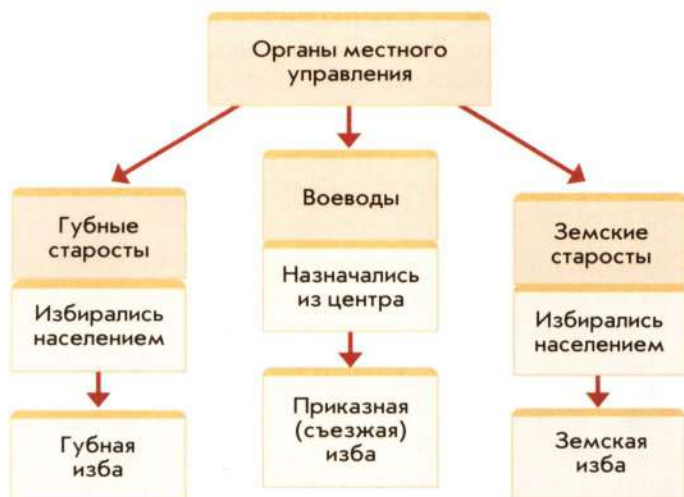 Органы местного
управления
Губные
старосты
Избирались
населением
Губная
изба
Воеводы
Назначались
из центра
Приказная
(съезжая)
изба
Земские
старосты
Избирались
населением
Земская
изба